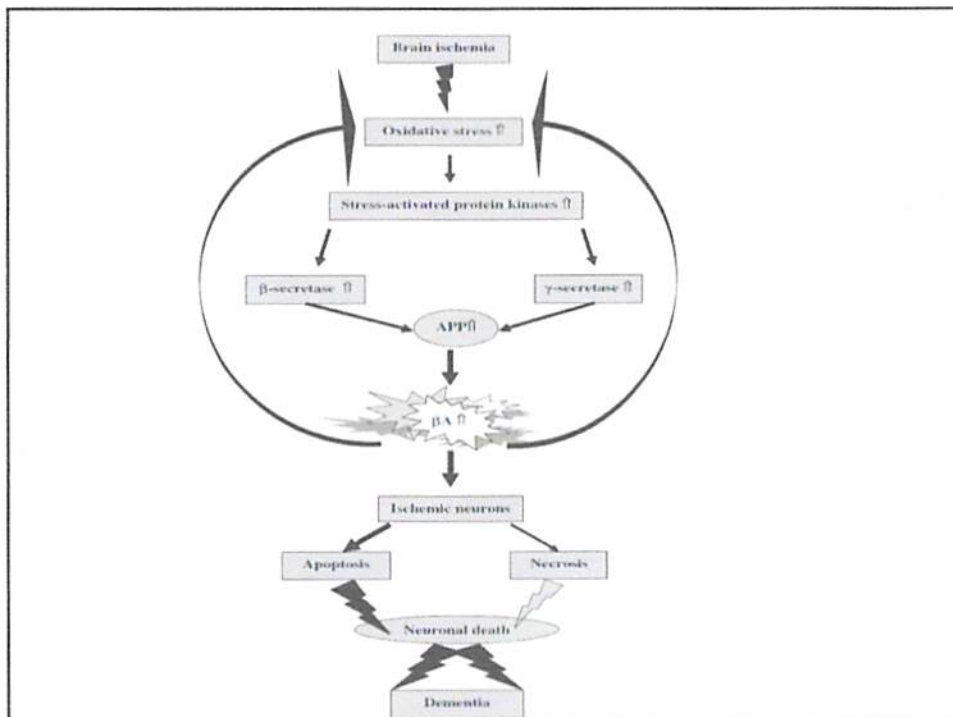 Brain ischemia
Oxidative stress ⇑
Stress-activated protein kinases ⇑
β-secretase ⇑
γ-secretase ⇑
APP⇑
βA ⇑
Ischemic neurons
Apoptosis
Necrosis
Neuronal death
Dementia